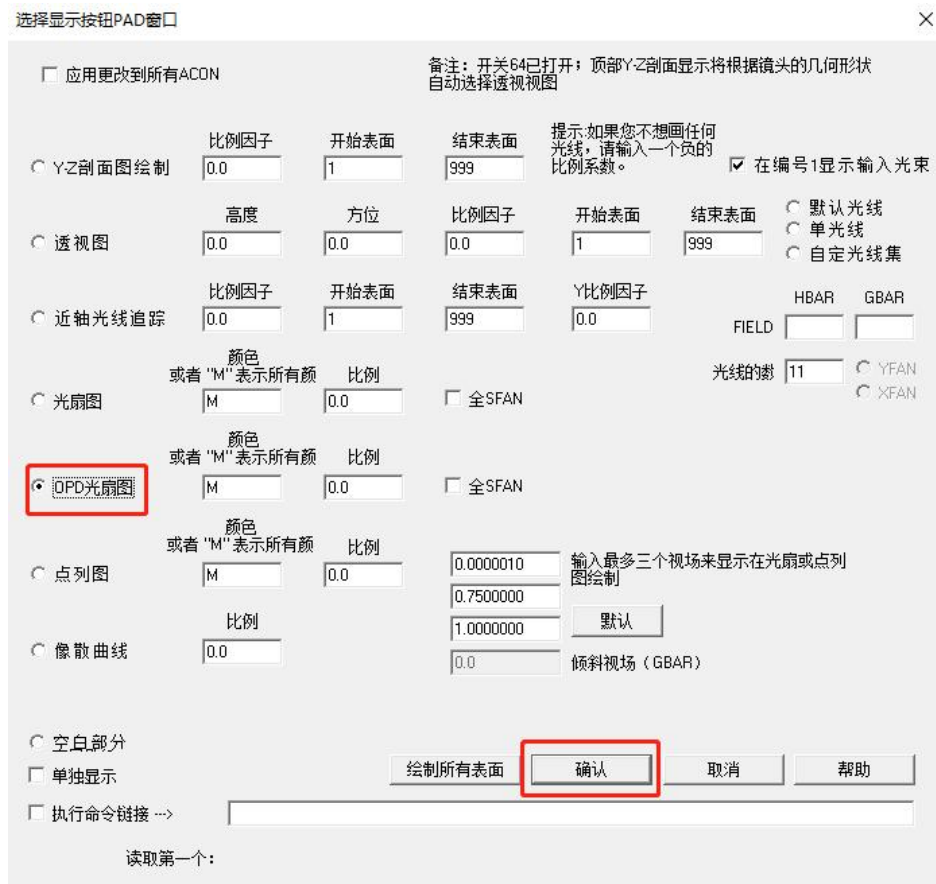 选择显示按钮PAD窗口
应用更改到所有ACON
备注：开关64已打开；顶部Y-Z剖面显示将根据镜头的几何形状
自动选择透视视图
比例因子 开始表面 结束表面
提示:如果您不想画任何
光线，请输入一个负的
比例系数。
Y-Z剖面图绘制 0.0 1 999
在编号1显示输入光束
高度 方位 比例因子 开始表面 结束表面
透视图 0.0 0.0 0.0 1 999
默认光线
单光线
自定光线集
比例因子 开始表面 结束表面 Y比例因子
近轴光线追踪 0.0 1 999 0.0
HBAR GBAR
FIELD
颜色
或者 "M"表示所有颜 比例
光扇图 M 0.0 全SFAN
光线的数 11
YFAN
XFAN
颜色
或者 "M"表示所有颜 比例
OPD光扇图 M 0.0 全SFAN
颜色
或者 "M"表示所有颜 比例
点列图 M 0.0
0.0000010
0.7500000
1.0000000
0.0
输入最多三个视场来显示在光扇或点列
图绘制
默认
倾斜视场（GBAR）
比例
像散曲线 0.0
空白部分
单独显示
绘制所有表面 确认 取消 帮助
执行命令链接 --->
读取第一个：